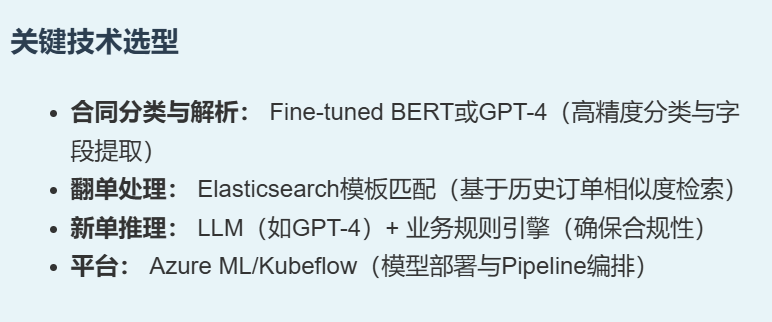 关键技术选型
• 合同分类与解析： Fine-tuned BERT或GPT-4（高精度分类与字
段提取）
• 翻单处理： Elasticsearch模板匹配（基于历史订单相似度检索）
• 新单推理： LLM（如GPT-4）+ 业务规则引擎（确保合规性）
• 平台： Azure ML/Kubeflow（模型部署与Pipeline编排）